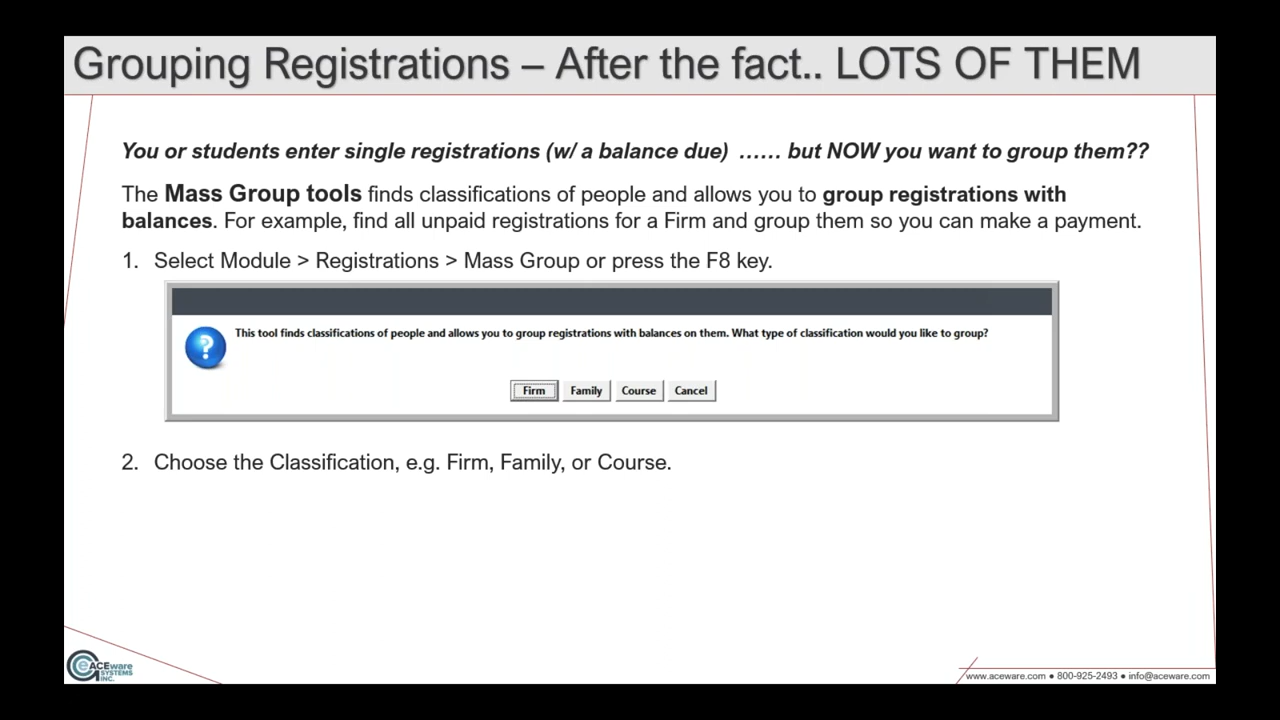 Grouping Registrations – After the fact.. LOTS OF THEM
You or students enter single registrations (w/ a balance due) …… but NOW you want to group them??
The Mass Group tools finds classifications of people and allows you to group registrations with
balances. For example, find all unpaid registrations for a Firm and group them so you can make a payment.
1. Select Module > Registrations > Mass Group or press the F8 key.
This tool finds classifications of people and allows you to group registrations with balances on them. What type of classification would you like to group?
Firm Family Course Cancel
2. Choose the Classification, e.g. Firm, Family, or Course.
ACEware
SYSTEMS
INC.
www.aceware.com ● 800-925-2493 ● info@aceware.com